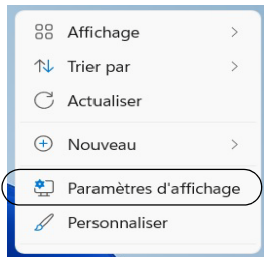 Affichage
Trier par
Actualiser
Nouveau
Paramètres d'affichage
Personnaliser